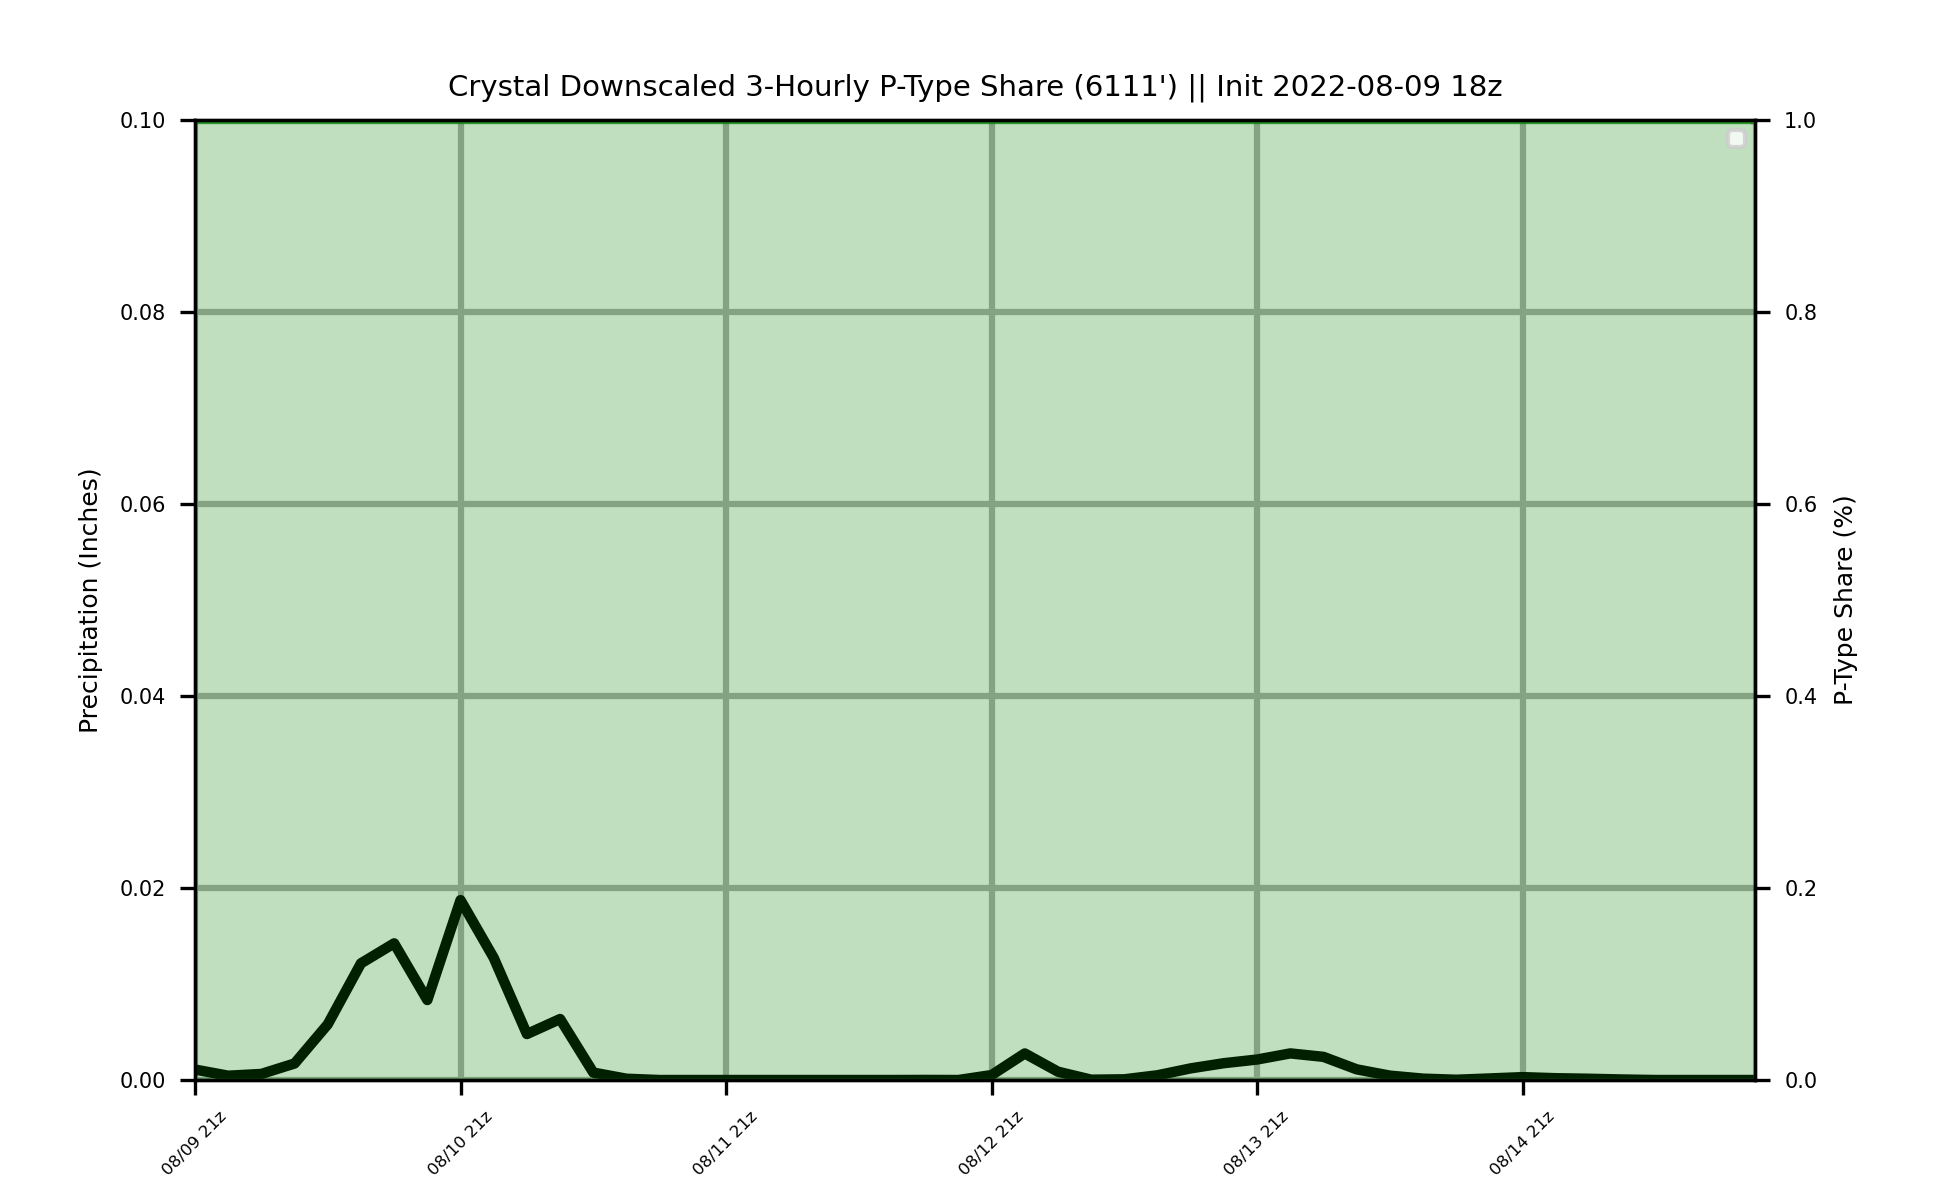 Crystal Downscaled 3-Hourly P-Type Share (6111') || Init 2022-08-09 18z
0.10
0.08
0.06
0.04
0.02
0.00
Precipitation (Inches)
1.0
0.8
0.6
0.4
0.2
0.0
P-Type Share (%)
08/09 21z
08/10 21z
08/11 21z
08/12 21z
08/13 21z
08/14 21z